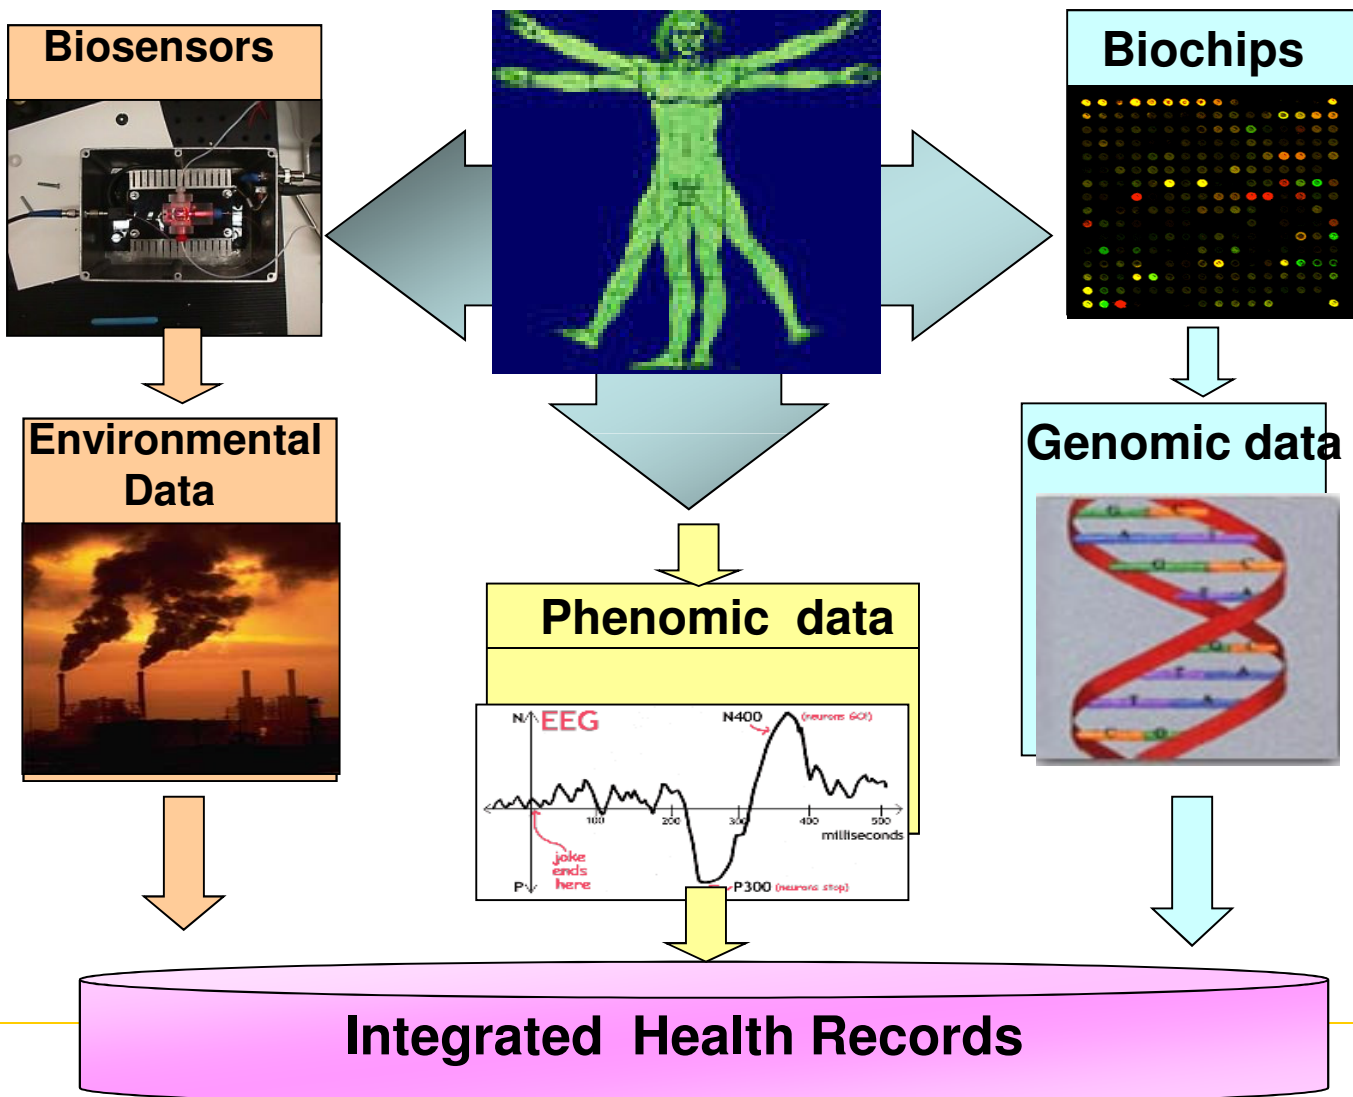 Biosensors
Biochips
Environmental
Data
Genomic data
G C
A T
G C
T A
G C
T A
T A
C G
Phenomic data
N EEG
N400 (neurons GO!)
100 200 300 400 500
milliseconds
joke
ends
here
P
P300 (neurons stop)
Integrated Health Records